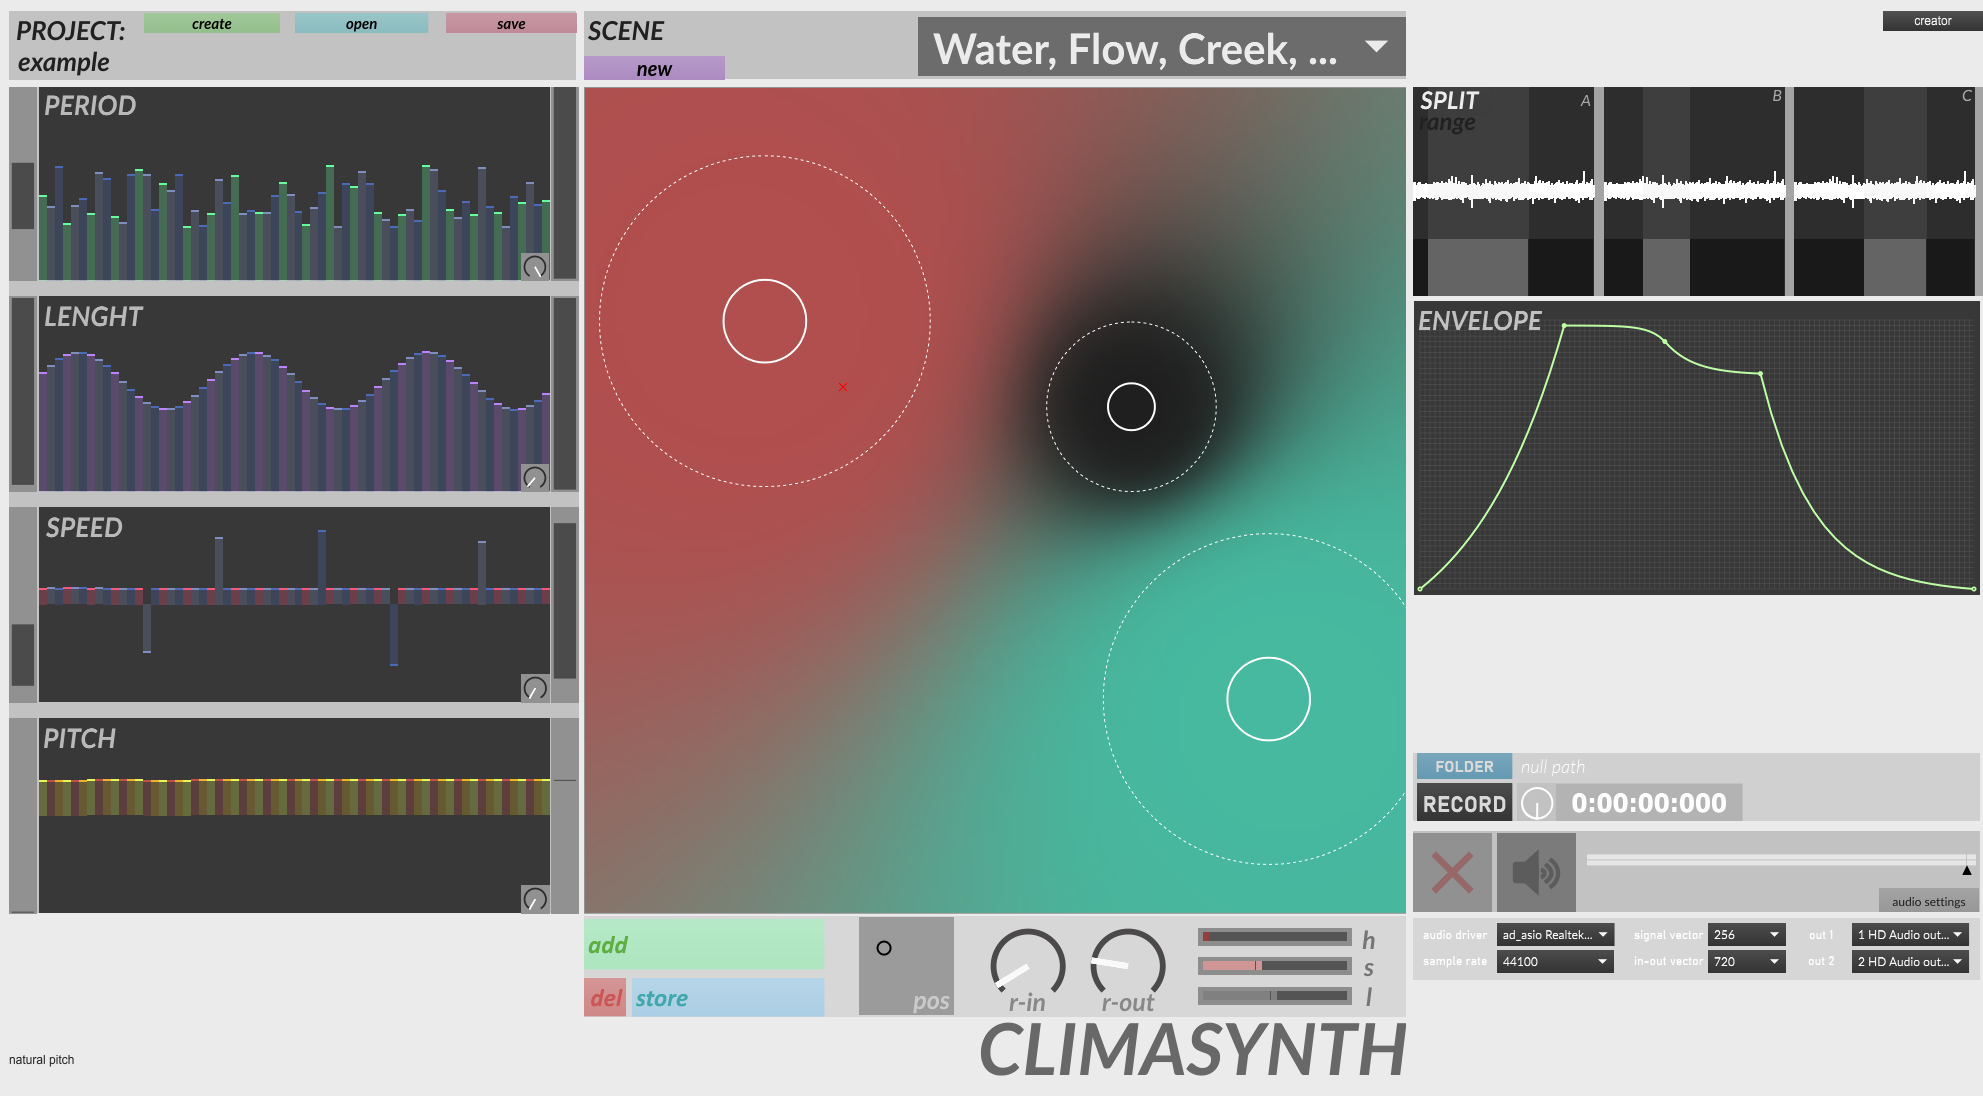 PROJECT:
example
create
open
save
SCENE
new
Water, Flow, Creek, ...
creator
PERIOD
LENGHT
SPEED
PITCH
SPLIT
range
A
B
C
ENVELOPE
FOLDER
null path
RECORD
0:00:00:000
audio settings
audio driver
ad_asio Realtek...
signal vector
256
out 1
1 HD Audio out...
sample rate
44100
in-out vector
720
out 2
2 HD Audio out...
add
del
store
pos
r-in
r-out
h
s
l
CLIMASYNTH
natural pitch